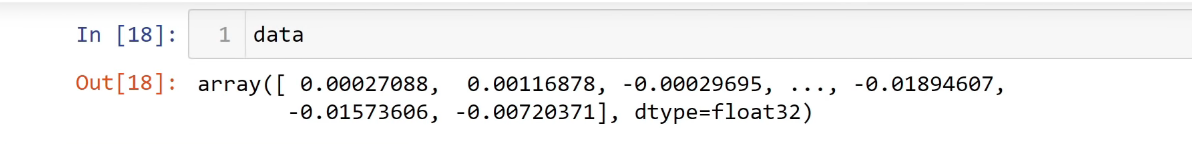 In [18]: 1 data
Out[18]: array([ 0.00027088,  0.00116878, -0.00029695, ..., -0.01894607,
-0.01573606, -0.00720371], dtype=float32)